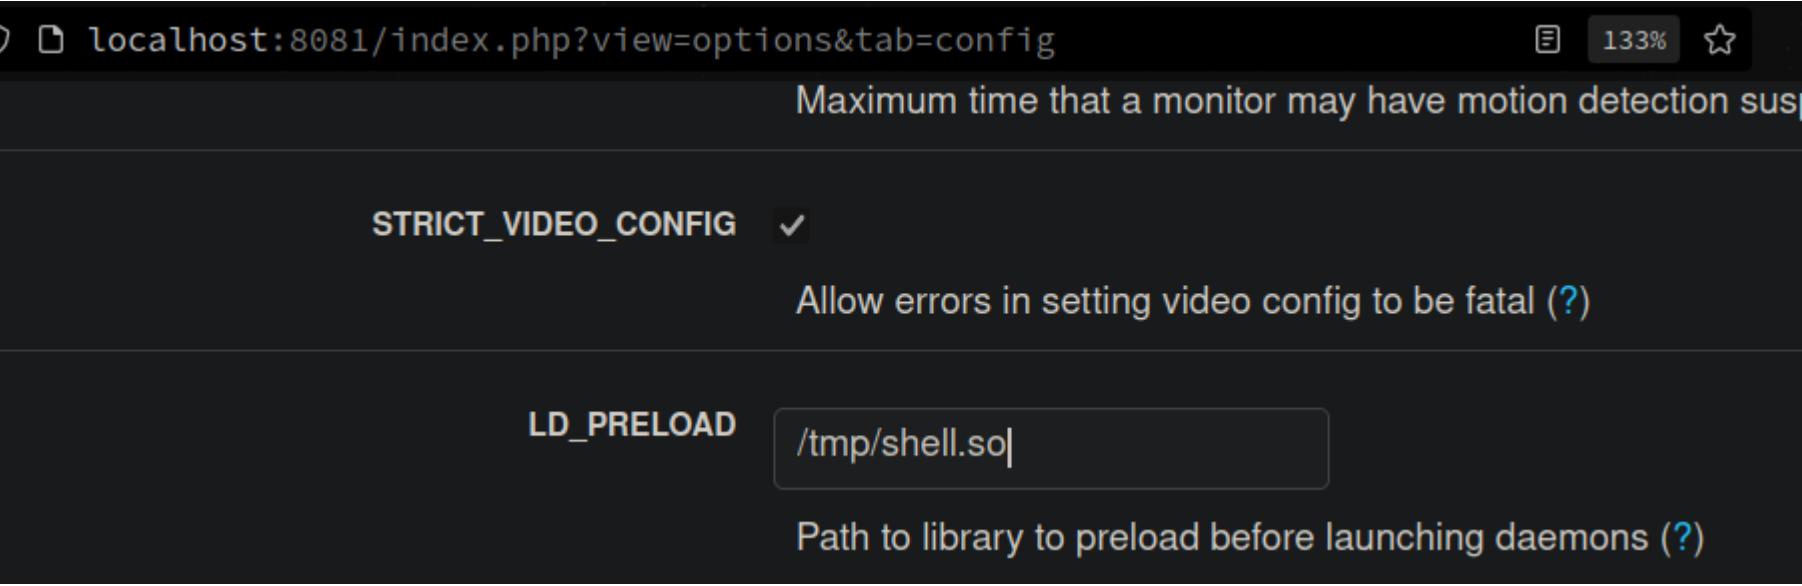 localhost:8081/index.php?view=options&tab=config
133%
Maximum time that a monitor may have motion detection
STRICT_VIDEO_CONFIG
Allow errors in setting video config to be fatal (?)
LD_PRELOAD
/tmp/shell.so
Path to library to preload before launching daemons (?)